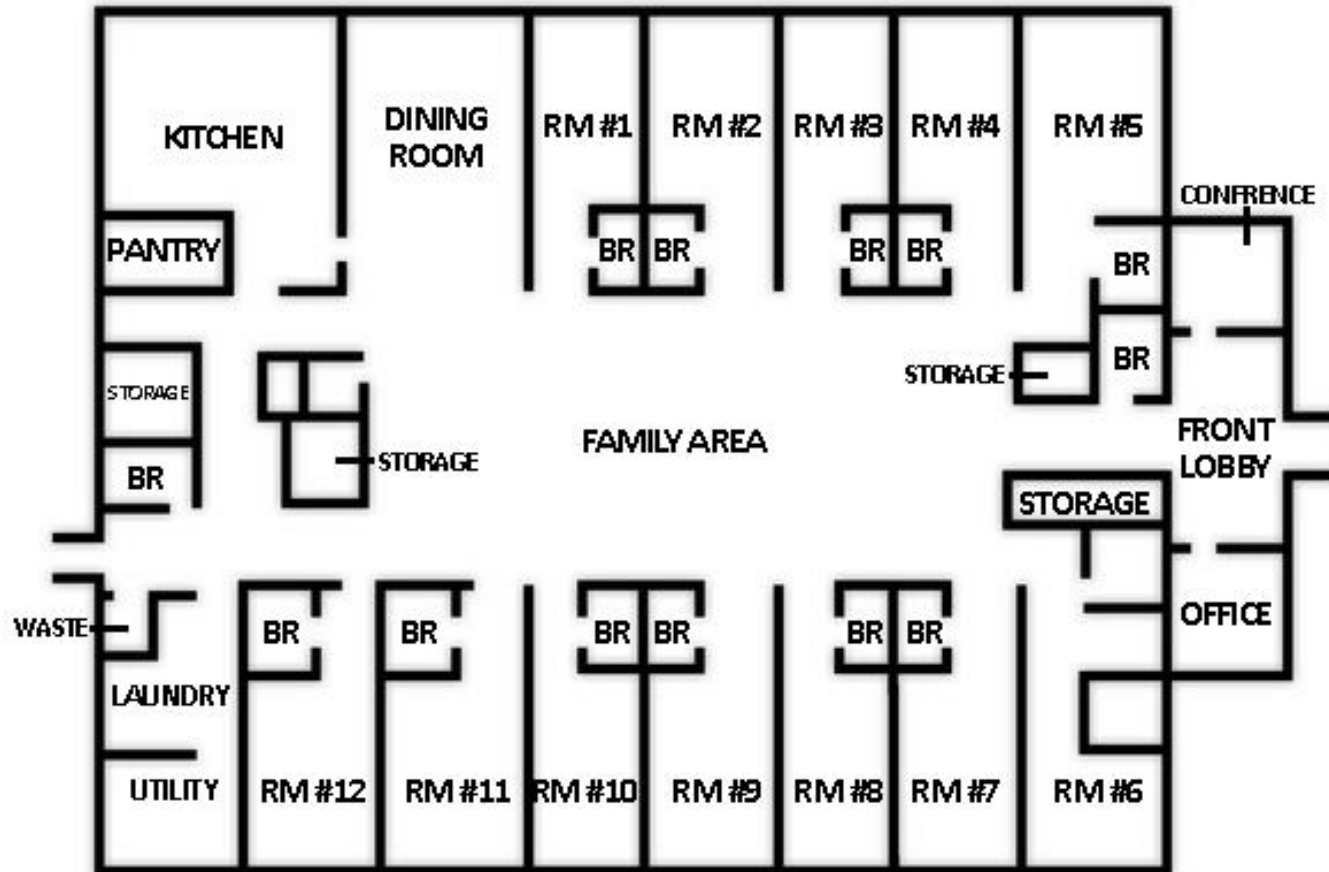 KITCHEN
DINING
ROOM
RM #1
RM #2
RM #3
RM #4
RM #5
CONFRENCE
PANTRY
BR
BR
BR
BR
BR
BR
STORAGE
STORAGE
FAMILY AREA
FRONT
LOBBY
STORAGE
BR
STORAGE
WASTE
BR
BR
BR
BR
BR
BR
OFFICE
LAUNDRY
UTILITY
RM #12
RM #11
RM #10
RM #9
RM #8
RM #7
RM #6